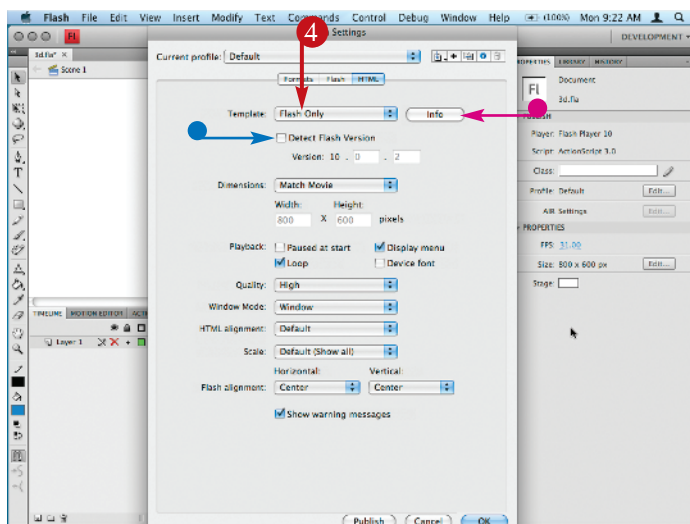 Flash File Edit View Insert Modify Text Commands Control Debug Window Help (100%) Mon 9:22 AM
4
Settings
FL
DEVELOPMENT
3d.fla* ×
Scene 1
Current profile: Default
Formats Flash HTML
PROPERTIES LIBRARY HISTORY
Fl
Document
3d.fla
Template: Flash Only Info
PUBLISH
Player: Flash Player 10
Detect Flash Version
Script: ActionScript 3.0
Version: 10 . 0 . 2
Class:
Dimensions: Match Movie
Profile: Default Edit...
Width: Height:
AIR Settings Edit...
800 X 600 pixels
PROPERTIES
Playback: Paused at start Display menu
FPS: 31.00
Loop Device font
Size: 800 x 600 px Edit...
Quality: High
Stage:
Window Mode: Window
TIMELINE MOTION EDITOR
HTML alignment: Default
Layer 1
Scale: Default (Show all)
Horizontal: Vertical:
Flash alignment: Center Center
Show warning messages
Publish Cancel OK